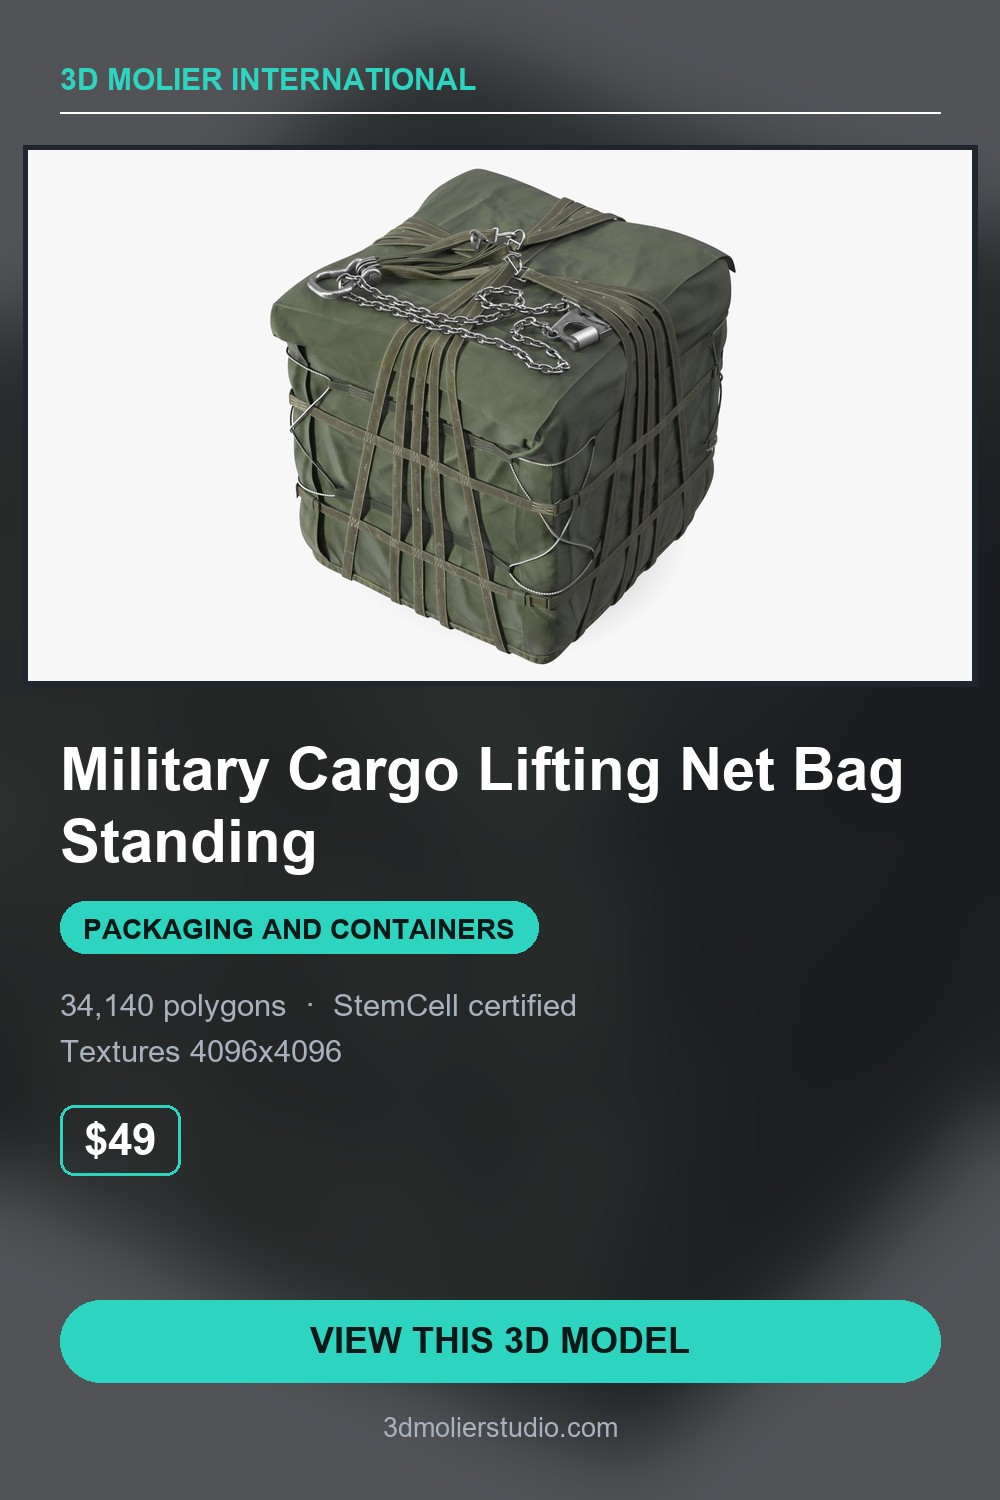 3D MOLIER INTERNATIONAL
Military Cargo Lifting Net Bag
Standing
PACKAGING AND CONTAINERS
34,140 polygons · StemCell certified
Textures 4096x4096
$49
VIEW THIS 3D MODEL
3dmolierstudio.com